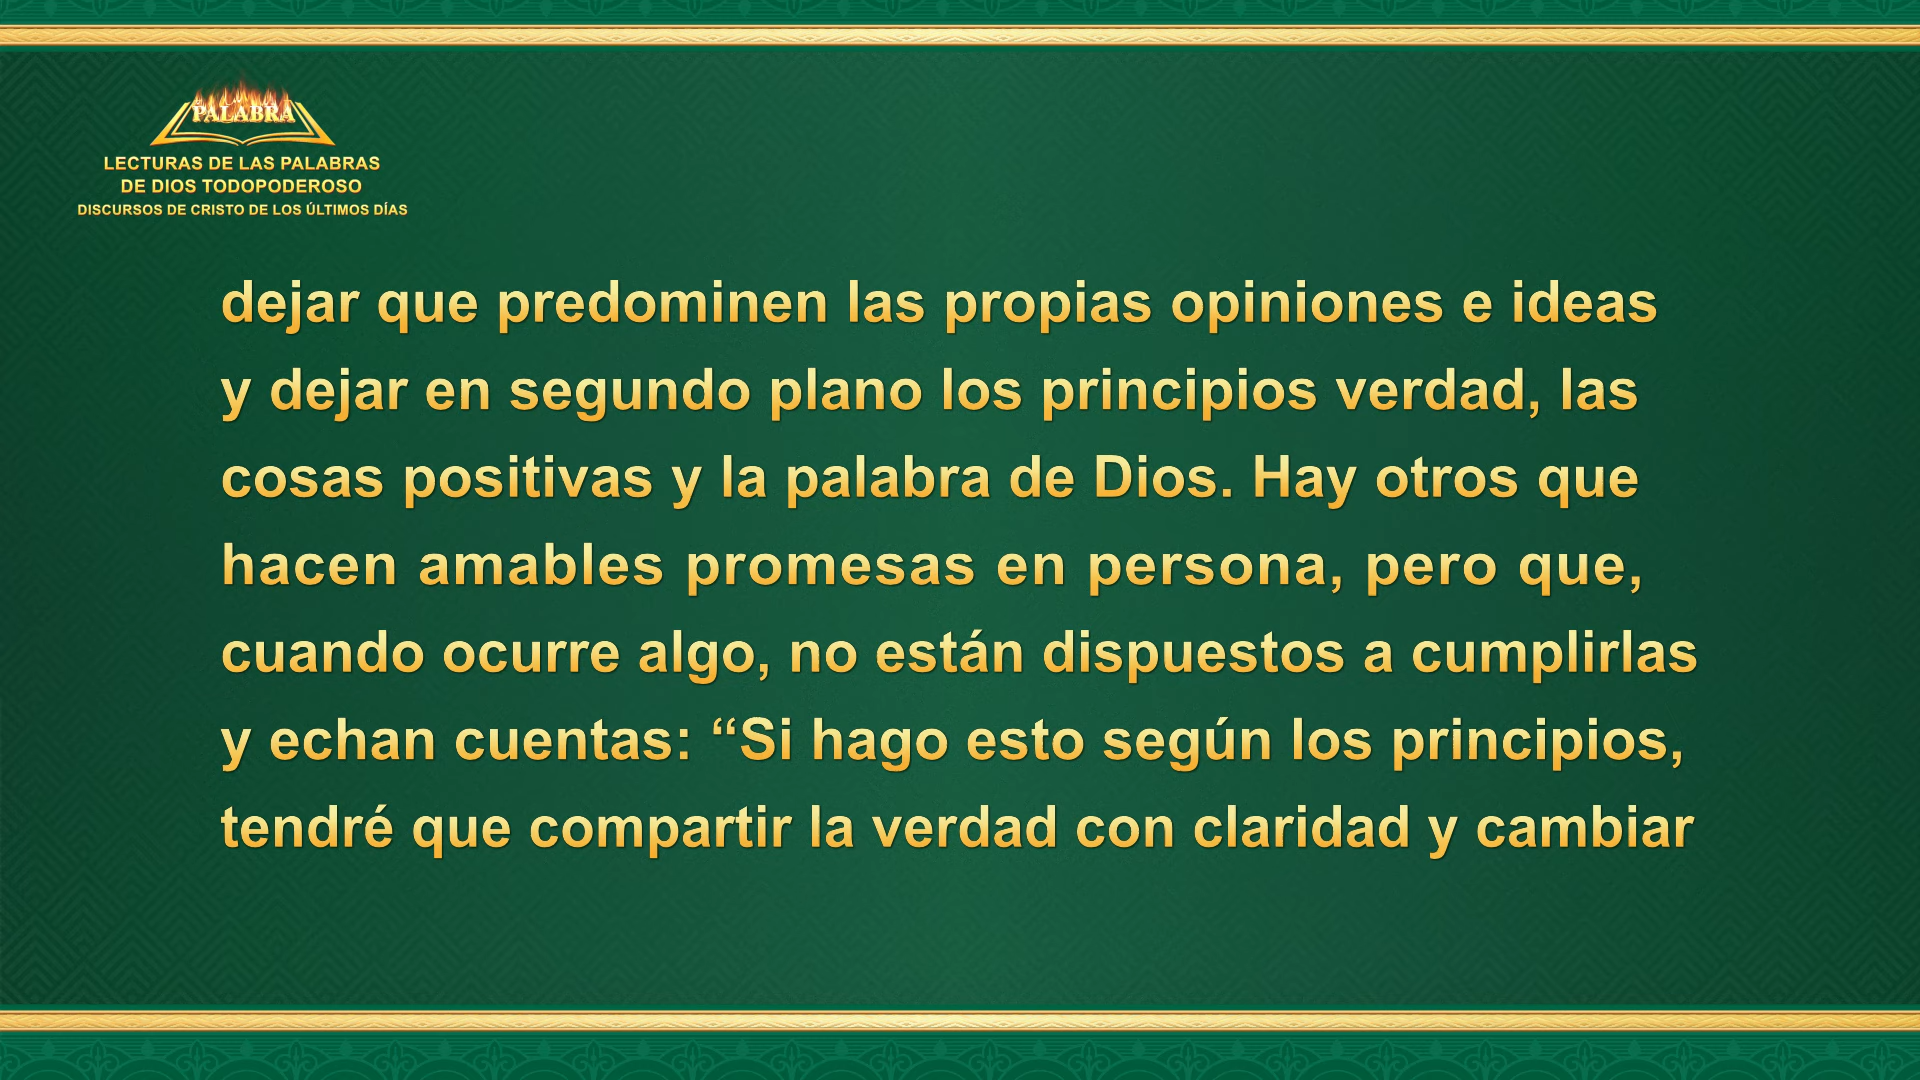 PALABRA
LECTURAS DE LAS PALABRAS
DE DIOS TODOPODEROSO
DISCURSOS DE CRISTO DE LOS ÚLTIMOS DÍAS
dejar que predominen las propias opiniones e ideas
y dejar en segundo plano los principios verdad, las
cosas positivas y la palabra de Dios. Hay otros que
hacen amables promesas en persona, pero que,
cuando ocurre algo, no están dispuestos a cumplirlas
y echan cuentas: “Si hago esto según los principios,
tendré que compartir la verdad con claridad y cambiar